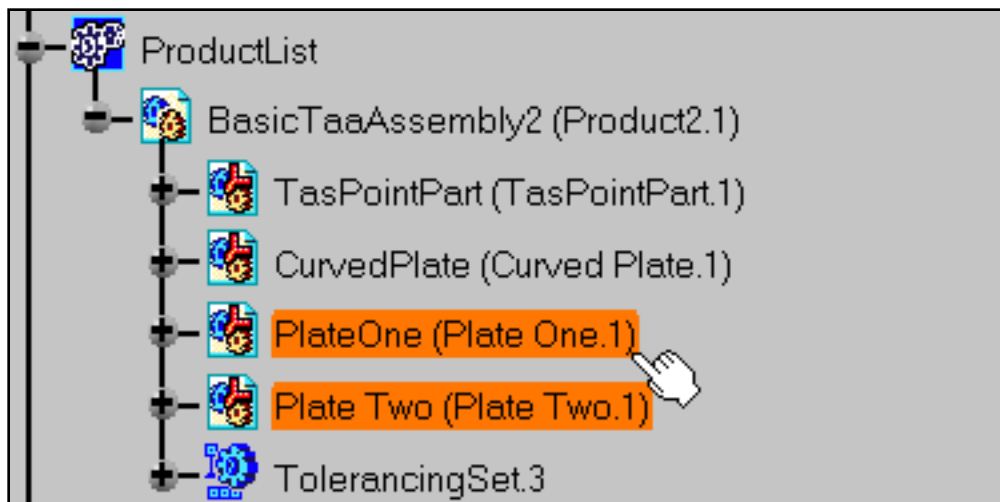 ProductList
BasicTaaAssembly2 (Product2.1)
TasPointPart (TasPointPart.1)
CurvedPlate (Curved Plate.1)
PlateOne (Plate One.1)
Plate Two (Plate Two.1)
TolerancingSet.3